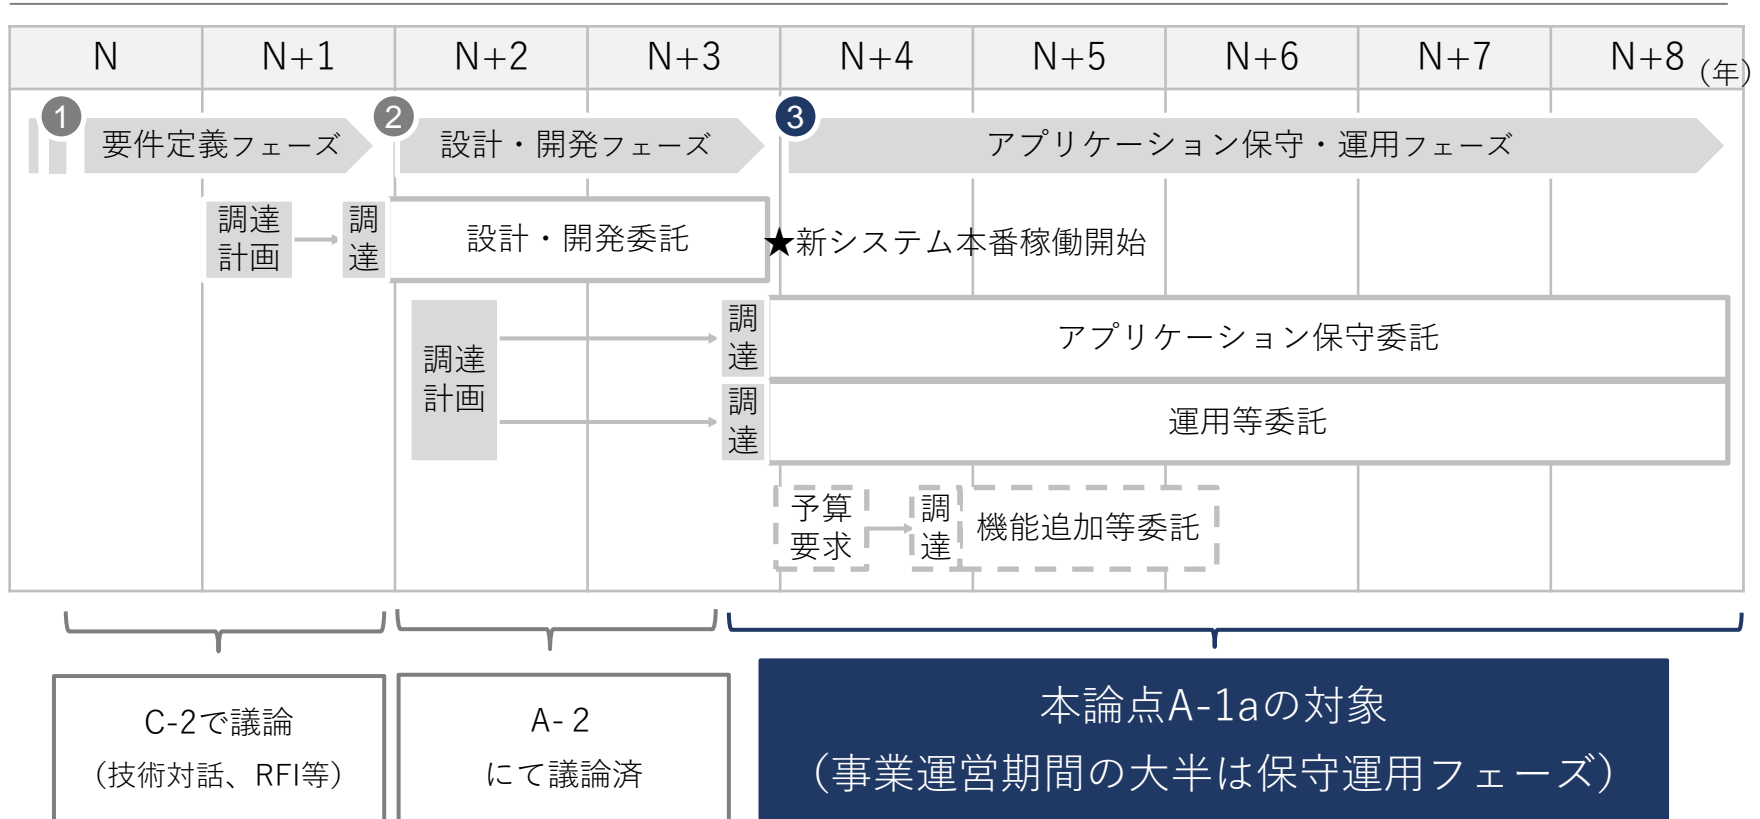 N N+1 N+2 N+3 N+4 N+5 N+6 N+7 N+8 (年)
1 要件定義フェーズ 2 設計・開発フェーズ 3 アプリケーション保守・運用フェーズ
調達
計画
調
達
設計・開発委託
★新システム本番稼働開始
調達
計画
調
達
アプリケーション保守委託
調
達
運用等委託
予算
要求
調
達
機能追加等委託
C-2で議論
(技術対話、RFI等)
A-２
にて議論済
本論点A-1aの対象
(事業運営期間の大半は保守運用フェーズ)